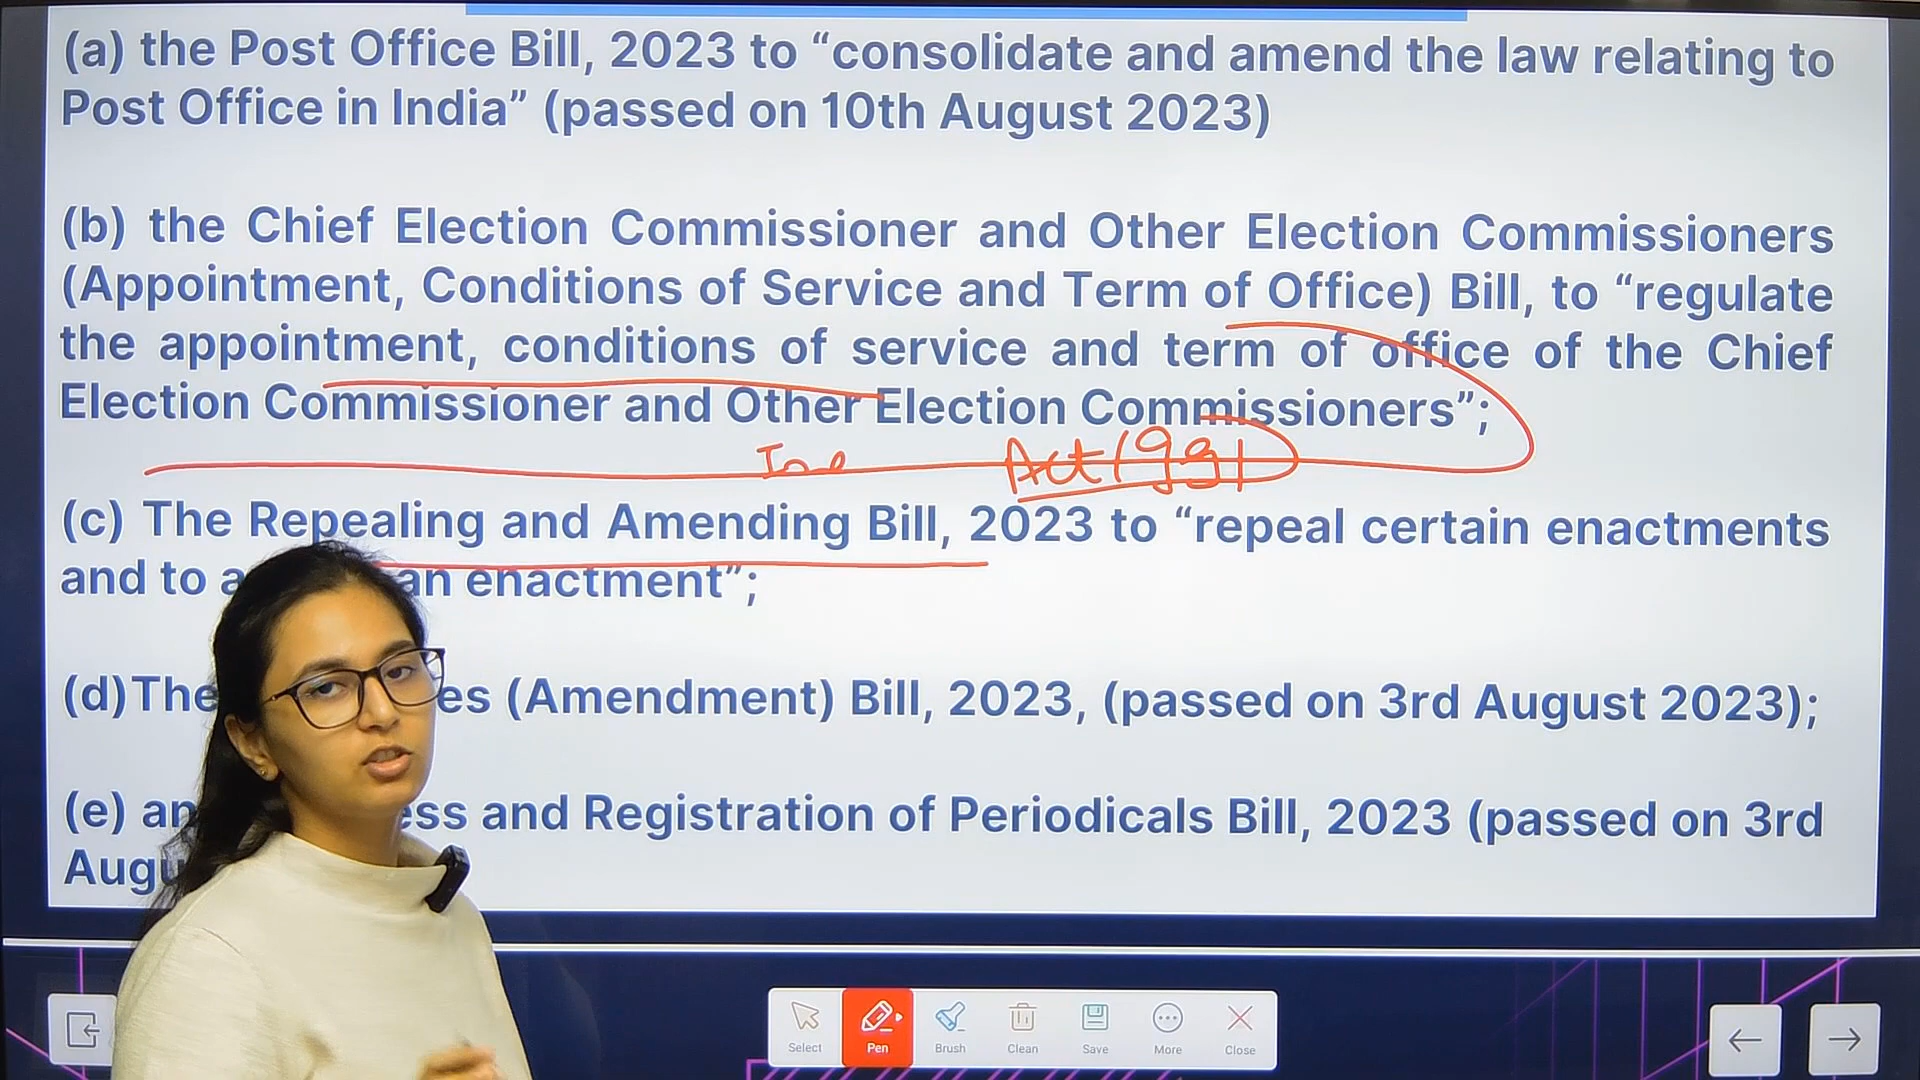 (a) the Post Office Bill, 2023 to “consolidate and amend the law relating to
Post Office in India” (passed on 10th August 2023)
(b) the Chief Election Commissioner and Other Election Commissioners
(Appointment, Conditions of Service and Term of Office) Bill, to “regulate
the appointment, conditions of service and term of office of the Chief
Election Commissioner and Other Election Commissioners”;
Act 1991
(c) The Repealing and Amending Bill, 2023 to “repeal certain enactments
and to an enactment”;
(d)The (Amendment) Bill, 2023, (passed on 3rd August 2023);
(e) and Registration of Periodicals Bill, 2023 (passed on 3rd
Select Pen Brush Clean Save More Close